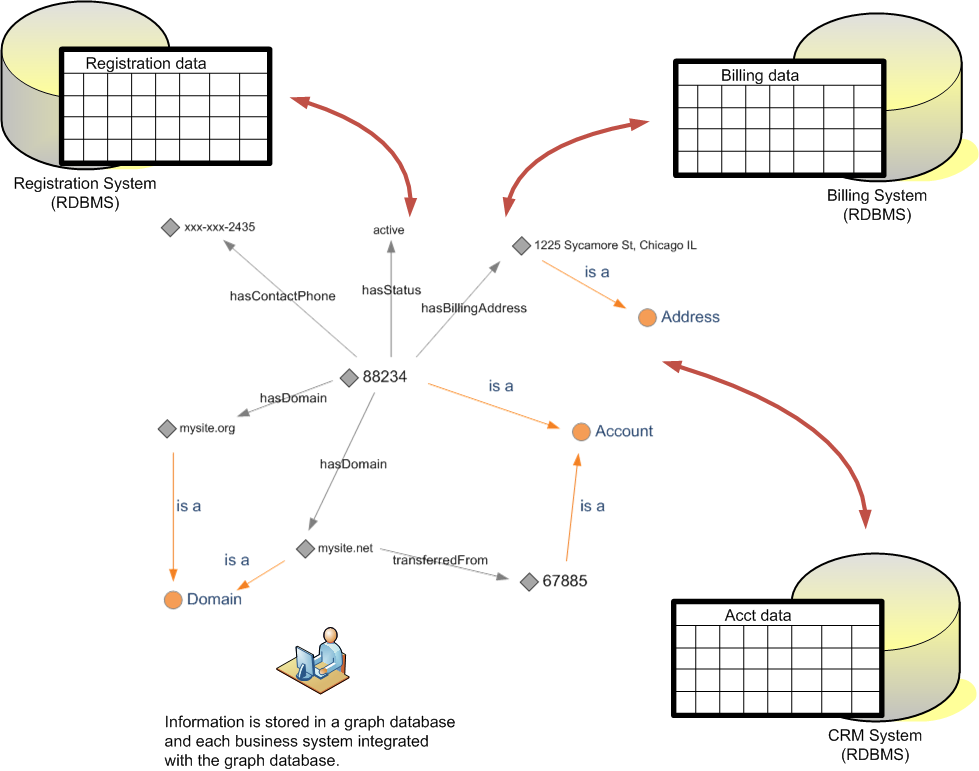 Registration data
Billing data
Registration System
(RDBMS)
Billing System
(RDBMS)
xxx-xxx-2435
active
1225 Sycamore St, Chicago IL
is a
hasContactPhone
hasStatus
hasBillingAddress
Address
88234
is a
hasDomain
mysite.org
Account
hasDomain
is a
is a
mysite.net
is a
transferredFrom
67885
Domain
Acct data
Information is stored in a graph database
and each business system integrated
with the graph database.
CRM System
(RDBMS)